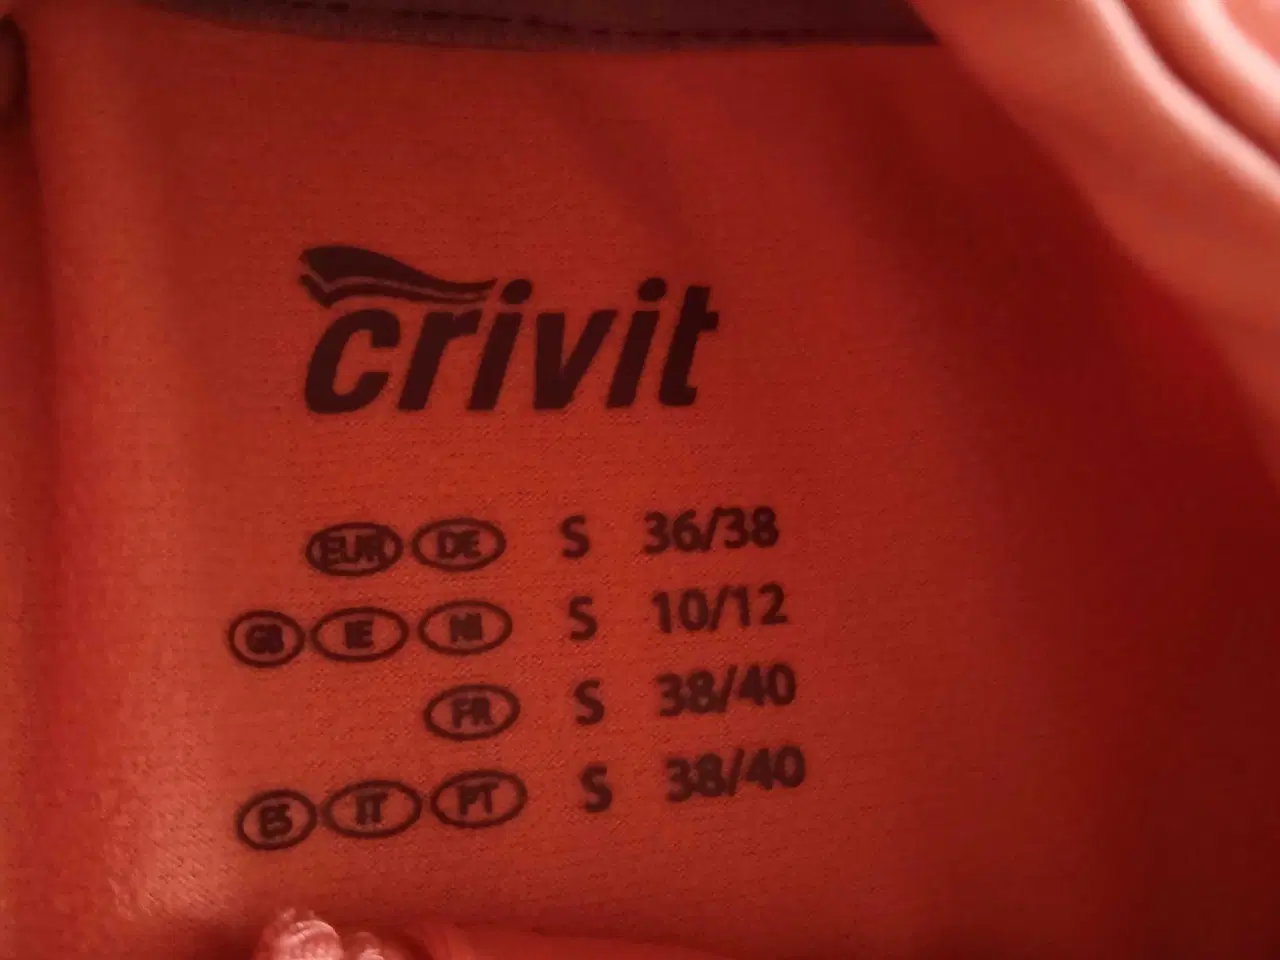 crivit
EUR DE S 36/38
GB IE NI S 10/12
FR S 38/40
ES IT PT S 38/40